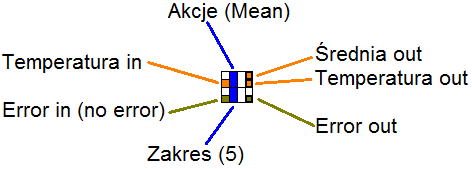 Akcje (Mean)
Temperatura in
Średnia out
Temperatura out
Error in (no error)
Error out
Zakres (5)